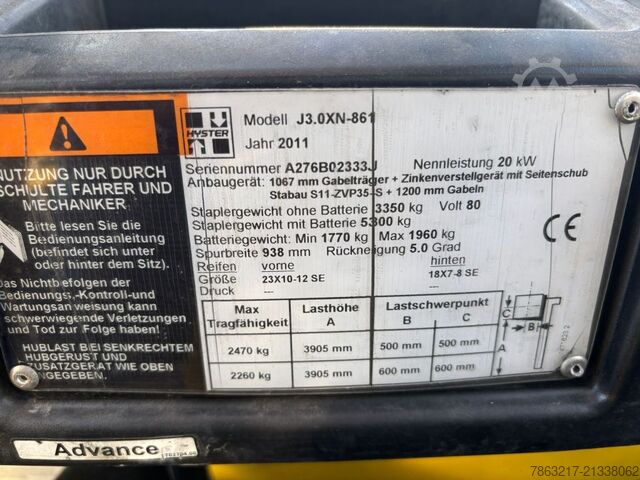 HYSTER
Modell J3.0XN-861
Jahr 2011
Seriennummer A276B02333J Nennleistung 20 kW
Anbaugerät: 1067 mm Gabelträger + Zinkenverstellgerät mit Seitenschub
Stabau S11-ZVP35-S + 1200 mm Gabeln
Staplergewicht ohne Batterie 3350 kg Volt 80
Staplergewicht mit Batterie 5300 kg
Batteriegewicht: Min 1770 kg Max 1960 kg
Spurbreite 938 mm Rückneigung 5.0 Grad
Reifen vorne hinten
Größe 23X10-12 SE 18X7-8 SE
Druck --- ---
Max Tragfähigkeit Lasthöhe A Lastschwerpunkt B C
2470 kg 3905 mm 500 mm 500 mm
2260 kg 3905 mm 600 mm 600 mm
C
B
A
CE
NUTZUNG NUR DURCH
SCHULTE FAHRER UND
MECHANIKER.
Bitte lesen Sie die
Bedienungsanleitung
(befindet sich unter
oder hinter dem Sitz).
Das Nichtbefolgen der
Bedienungs,-Kontroll-und
Wartungsanweisung kann
schwerwiegende Verletzungen
und Tod zur Folge haben!
HUBLAST BEI SENKRECHTEM
HUBGERUST UND
ZUSATZGERÄT WIE OBEN
ANGEGEBEN.
Advance
7863217-21338062